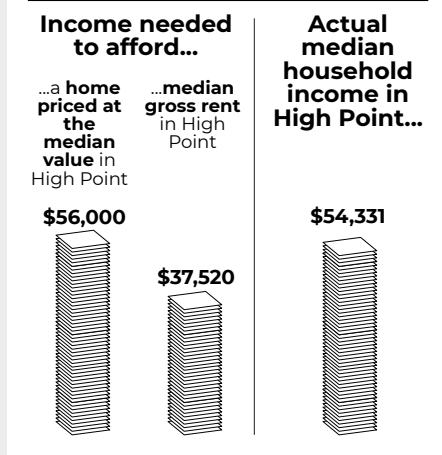 Income needed
to afford...
...a home
priced at
the
median
value in
High Point
$56,000
...median
gross rent
in High
Point
$37,520
Actual
median
household
income in
High Point...
$54,331